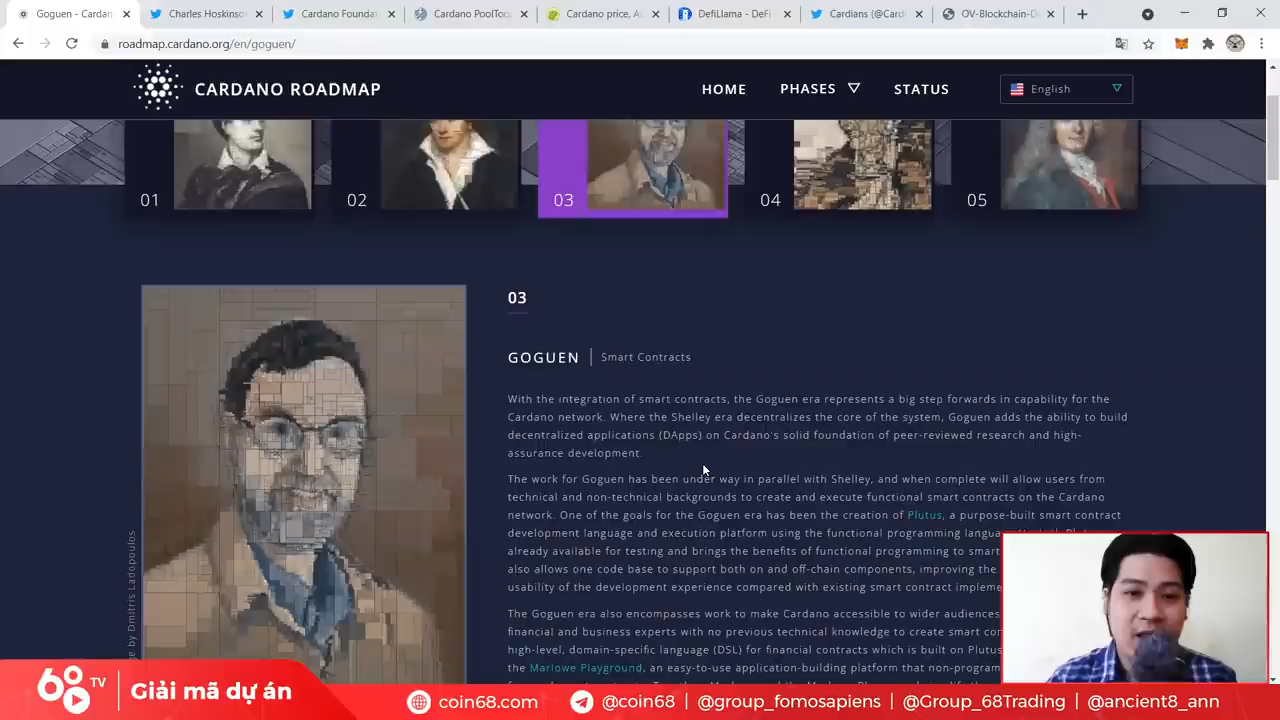 Goguen - Cardan
Charles Hoskinso
Cardano Founda
Cardano PoolToo
Cardano price, A
DefiLlama - DeFi
Cardians (@Card
OV-Blockchain-D
roadmap.cardano.org/en/goguen/
CARDANO ROADMAP
HOME
PHASES
STATUS
English
01
02
03
04
05
03
GOGUEN | Smart Contracts
With the integration of smart contracts, the Goguen era represents a big step forwards in capability for the
Cardano network. Where the Shelley era decentralizes the core of the system, Goguen adds the ability to build
decentralized applications (DApps) on Cardano's solid foundation of peer-reviewed research and high-
assurance development.
The work for Goguen has been under way in parallel with Shelley, and when complete will allow users from
technical and non-technical backgrounds to create and execute functional smart contracts on the Cardano
network. One of the goals for the Goguen era has been the creation of Plutus, a purpose-built smart contract
development language and execution platform using the functional programming langua
already available for testing and brings the benefits of functional programming to smart
also allows one code base to support both on and off-chain components, improving the
usability of the development experience compared with existing smart contract impleme
The Goguen era also encompasses work to make Cardano accessible to wider audiences
financial and business experts with no previous technical knowledge to create smart con
high-level, domain-specific language (DSL) for financial contracts which is built on Plutus
the Marlowe Playground, an easy-to-use application-building platform that non-program
ge by Dmitris Ladopoulos
68 TV
Giải mã dự án
coin68.com
@coin68 | @group_fomosapiens | @Group_68Trading | @ancient8_ann